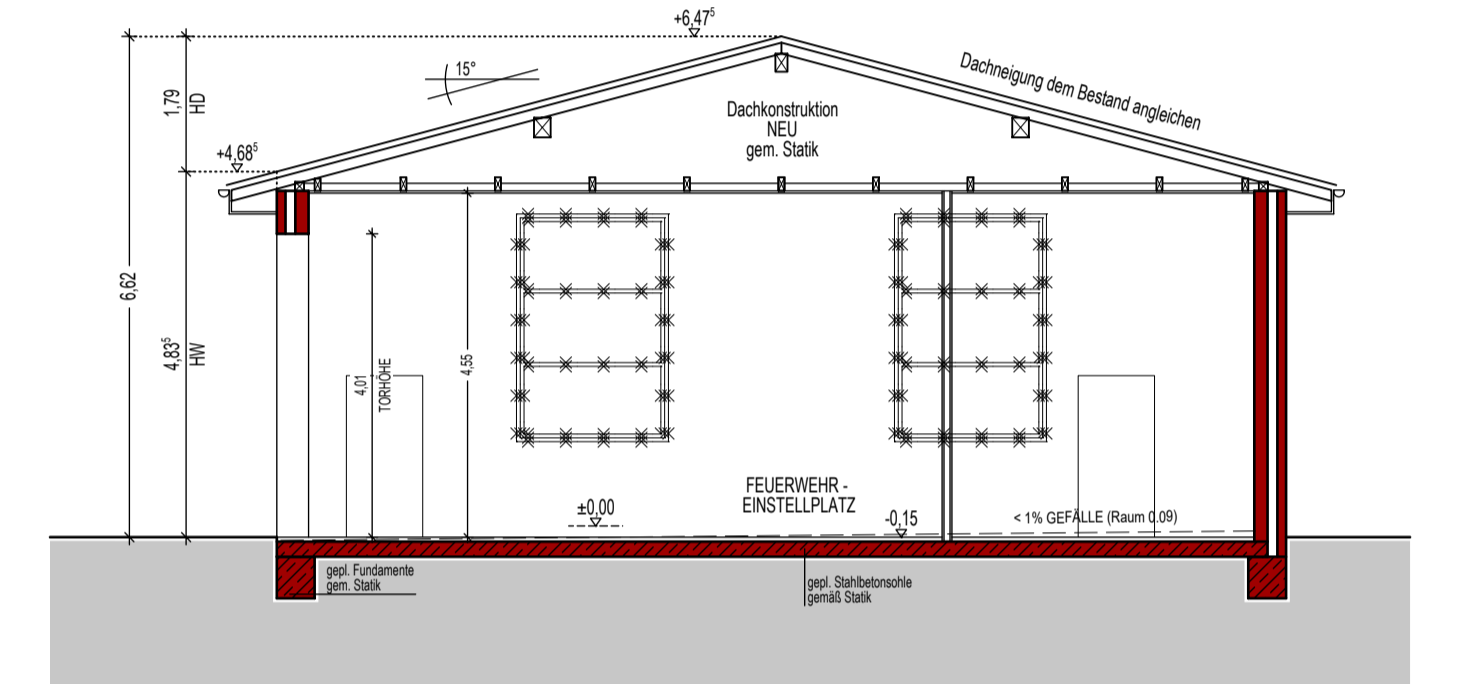 +6,47⁵
15°
Dachneigung dem Bestand angleichen
1,79
HD
Dachkonstruktion
NEU
gem. Statik
+4,68⁵
6,62
4,83⁵
HW
4,01
TORHÖHE
4,55
FEUERWEHR -
EINSTELLPLATZ
±0,00
-0,15
< 1% GEFÄLLE (Raum 0.09)
gepl. Fundamente
gem. Statik
gepl. Stahlbetonsohle
gemäß Statik